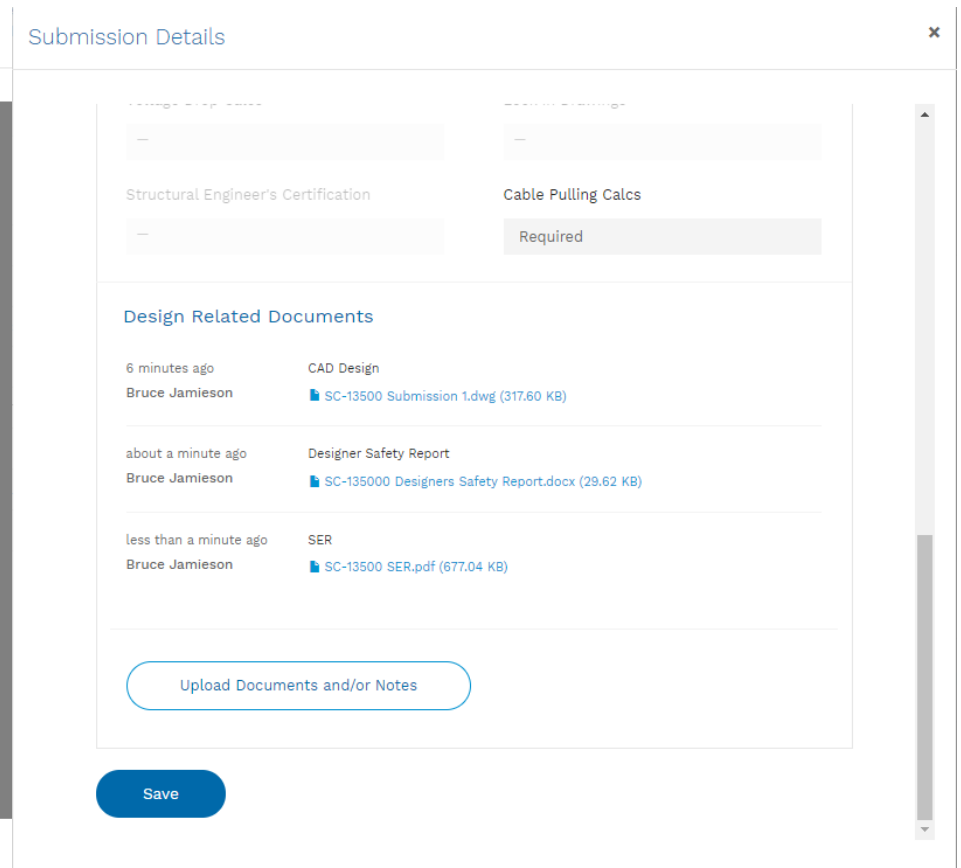 Submission Details
×
—
—
Structural Engineer's Certification
Cable Pulling Calcs
—
Required
Design Related Documents
6 minutes ago
CAD Design
Bruce Jamieson
SC-13500 Submission 1.dwg (317.60 KB)
about a minute ago
Designer Safety Report
Bruce Jamieson
SC-135000 Designers Safety Report.docx (29.62 KB)
less than a minute ago
SER
Bruce Jamieson
SC-13500 SER.pdf (677.04 KB)
Upload Documents and/or Notes
Save